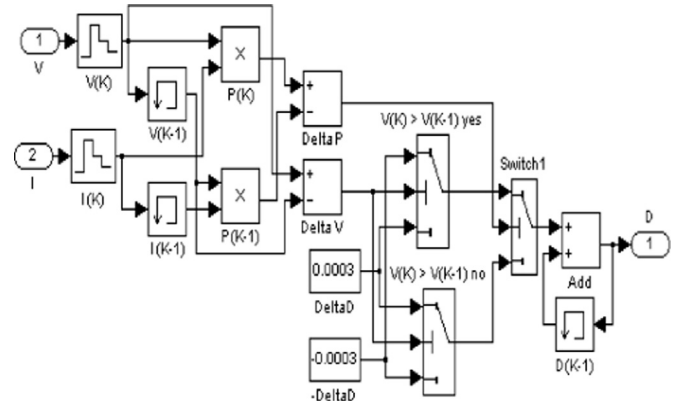 1
V
V(K)
V(K-1)
2
I
I(K)
I(K-1)
X
P(K)
X
P(K-1)
+
−
Delta P
+
−
Delta V
V(K) > V(K-1) yes
0.0003
DeltaD
V(K) > V(K-1) no
-0.0003
-DeltaD
Switch1
+
+
Add
D
1
D(K-1)